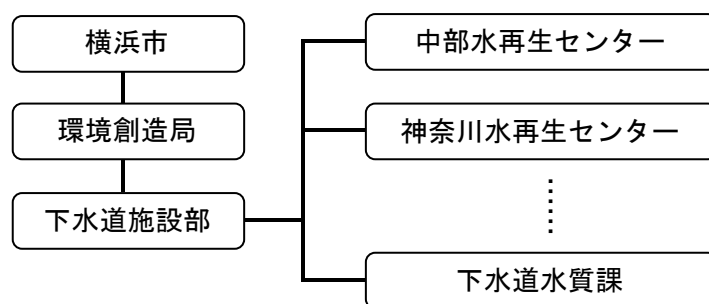 横浜市
環境創造局
下水道施設部
中部水再生センター
神奈川水再生センター
下水道水質課